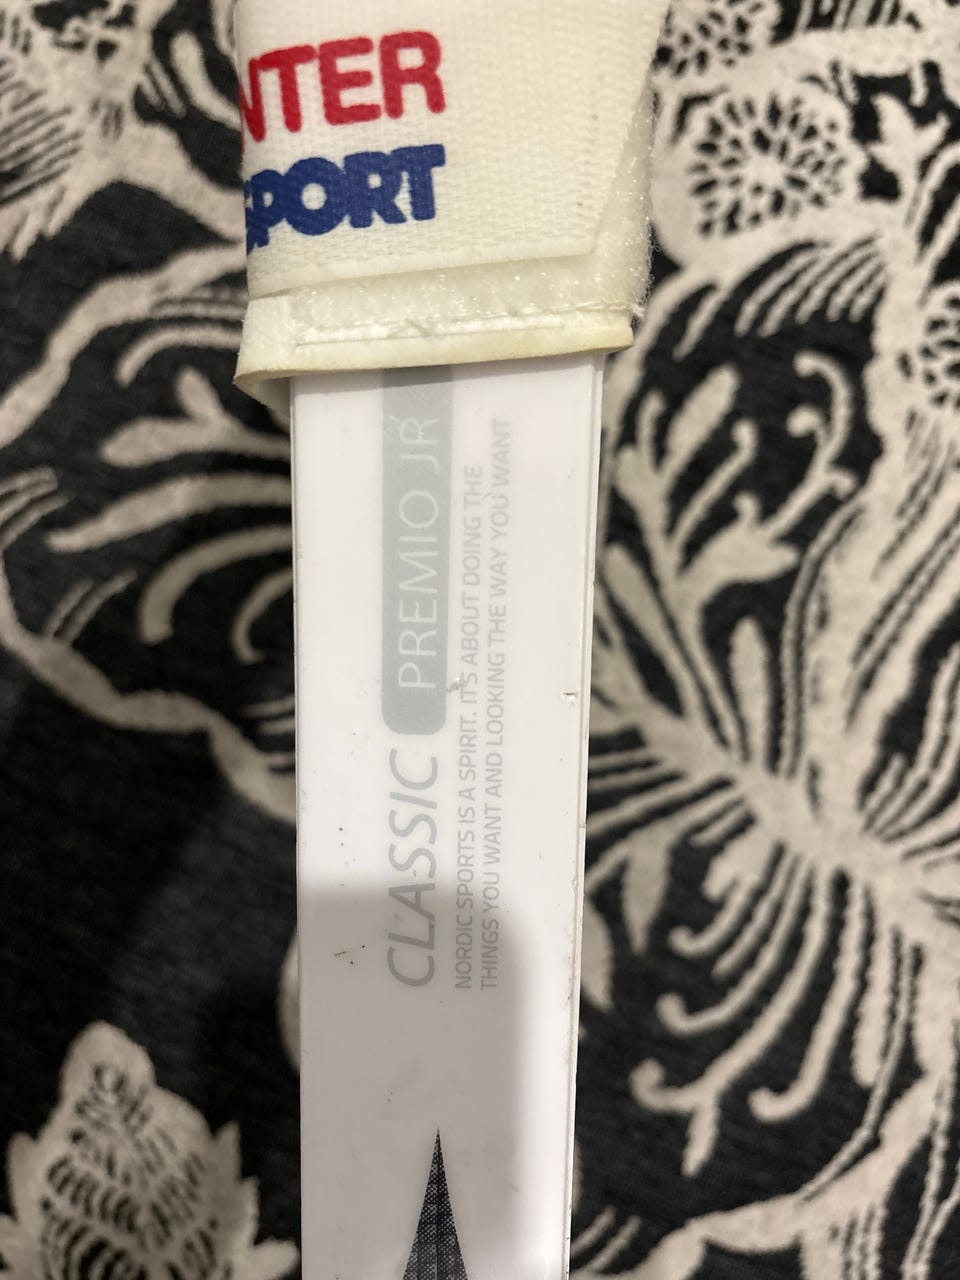 NTER
SPORT
CLASSIC PREMIO JR
NORDIC SPORTS IS A SPIRIT. IT'S ABOUT DOING THE
THINGS YOU WANT AND LOOKING THE WAY YOU WANT